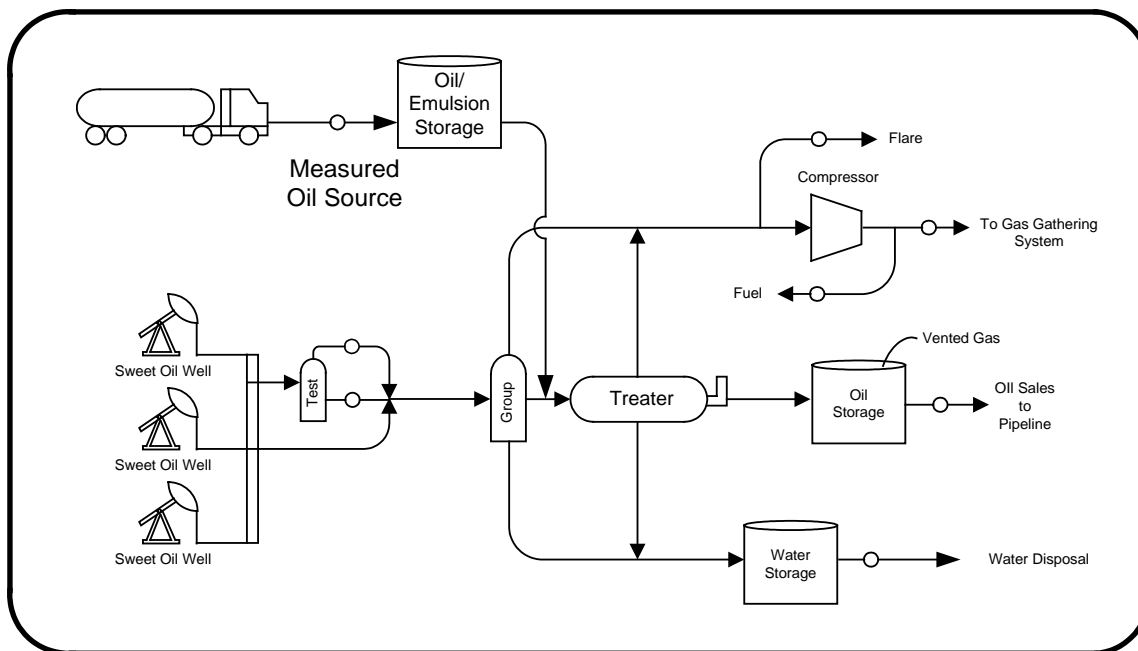 Oil/
Emulsion
Storage
Measured
Oil Source
Flare
Compressor
To Gas Gathering
System
Fuel
Vented Gas
Sweet Oil Well
Test
Group
Treater
Oil
Storage
OIl Sales
to
Pipeline
Sweet Oil Well
Sweet Oil Well
Water
Storage
Water Disposal